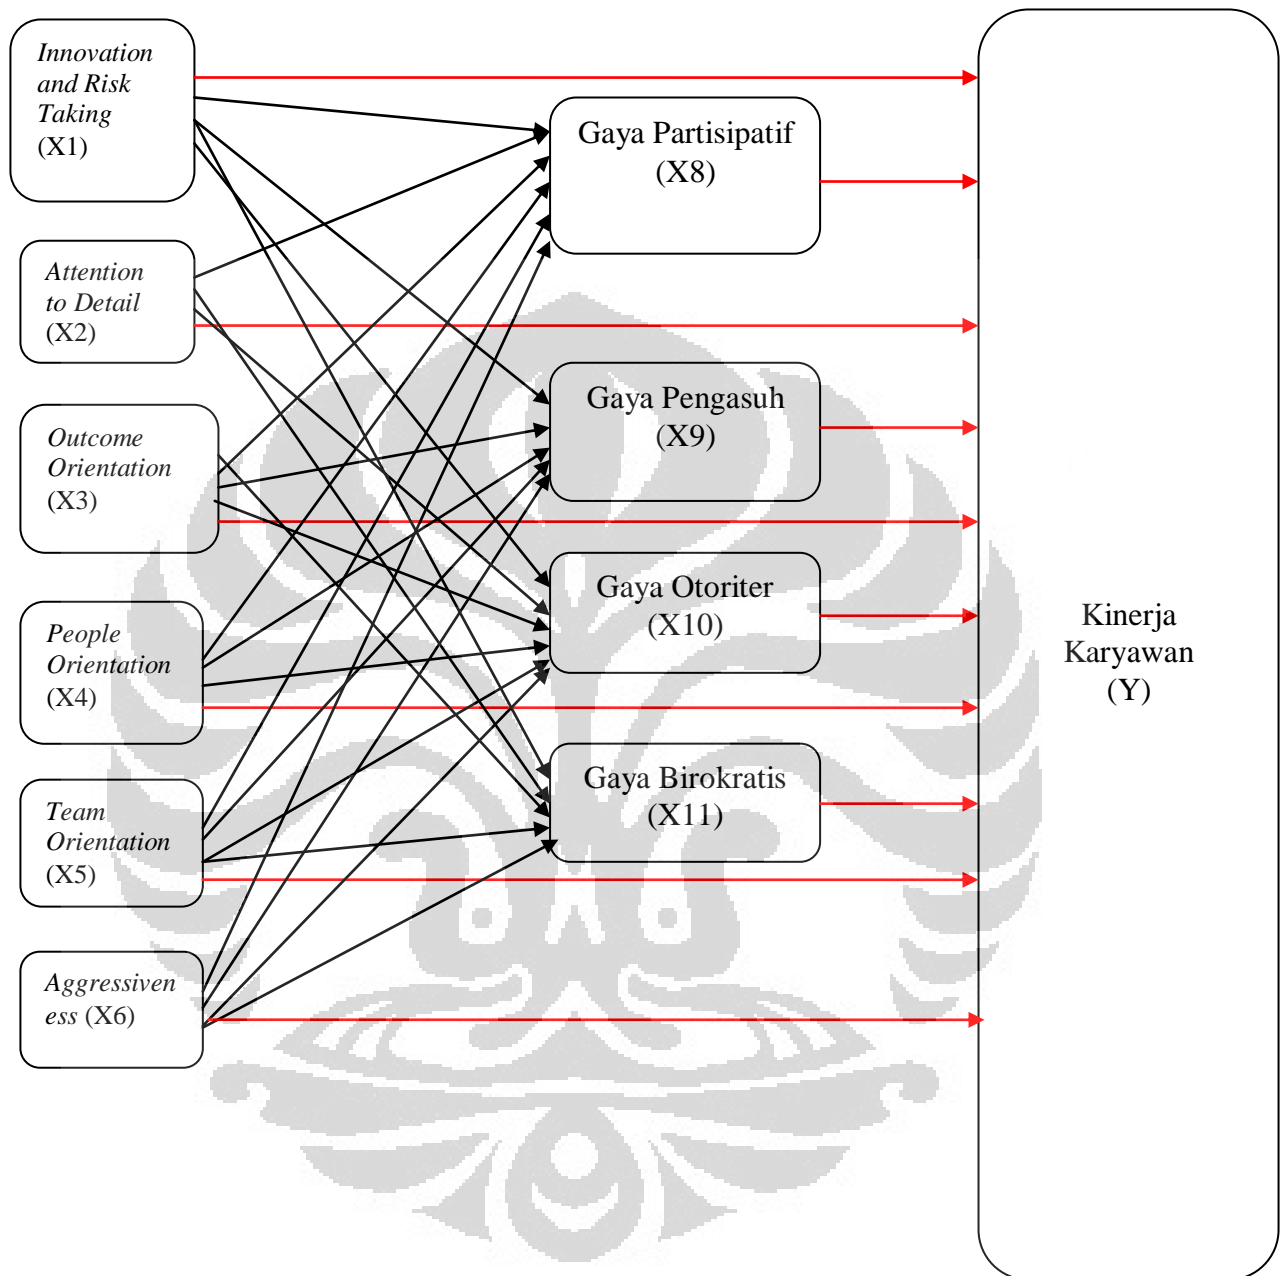 Innovation
and Risk
Taking
(X1)
Attention
to Detail
(X2)
Outcome
Orientation
(X3)
People
Orientation
(X4)
Team
Orientation
(X5)
Aggressiven
ess (X6)
Gaya Partisipatif
(X8)
Gaya Pengasuh
(X9)
Gaya Otoriter
(X10)
Gaya Birokratis
(X11)
Kinerja
Karyawan
(Y)